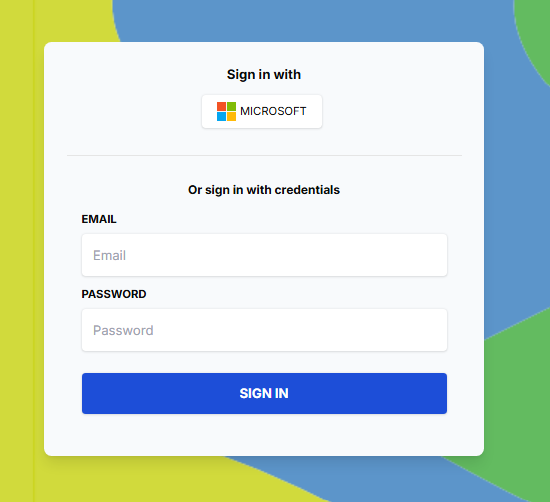 Sign in with
MICROSOFT
Or sign in with credentials
EMAIL
Email
PASSWORD
Password
SIGN IN